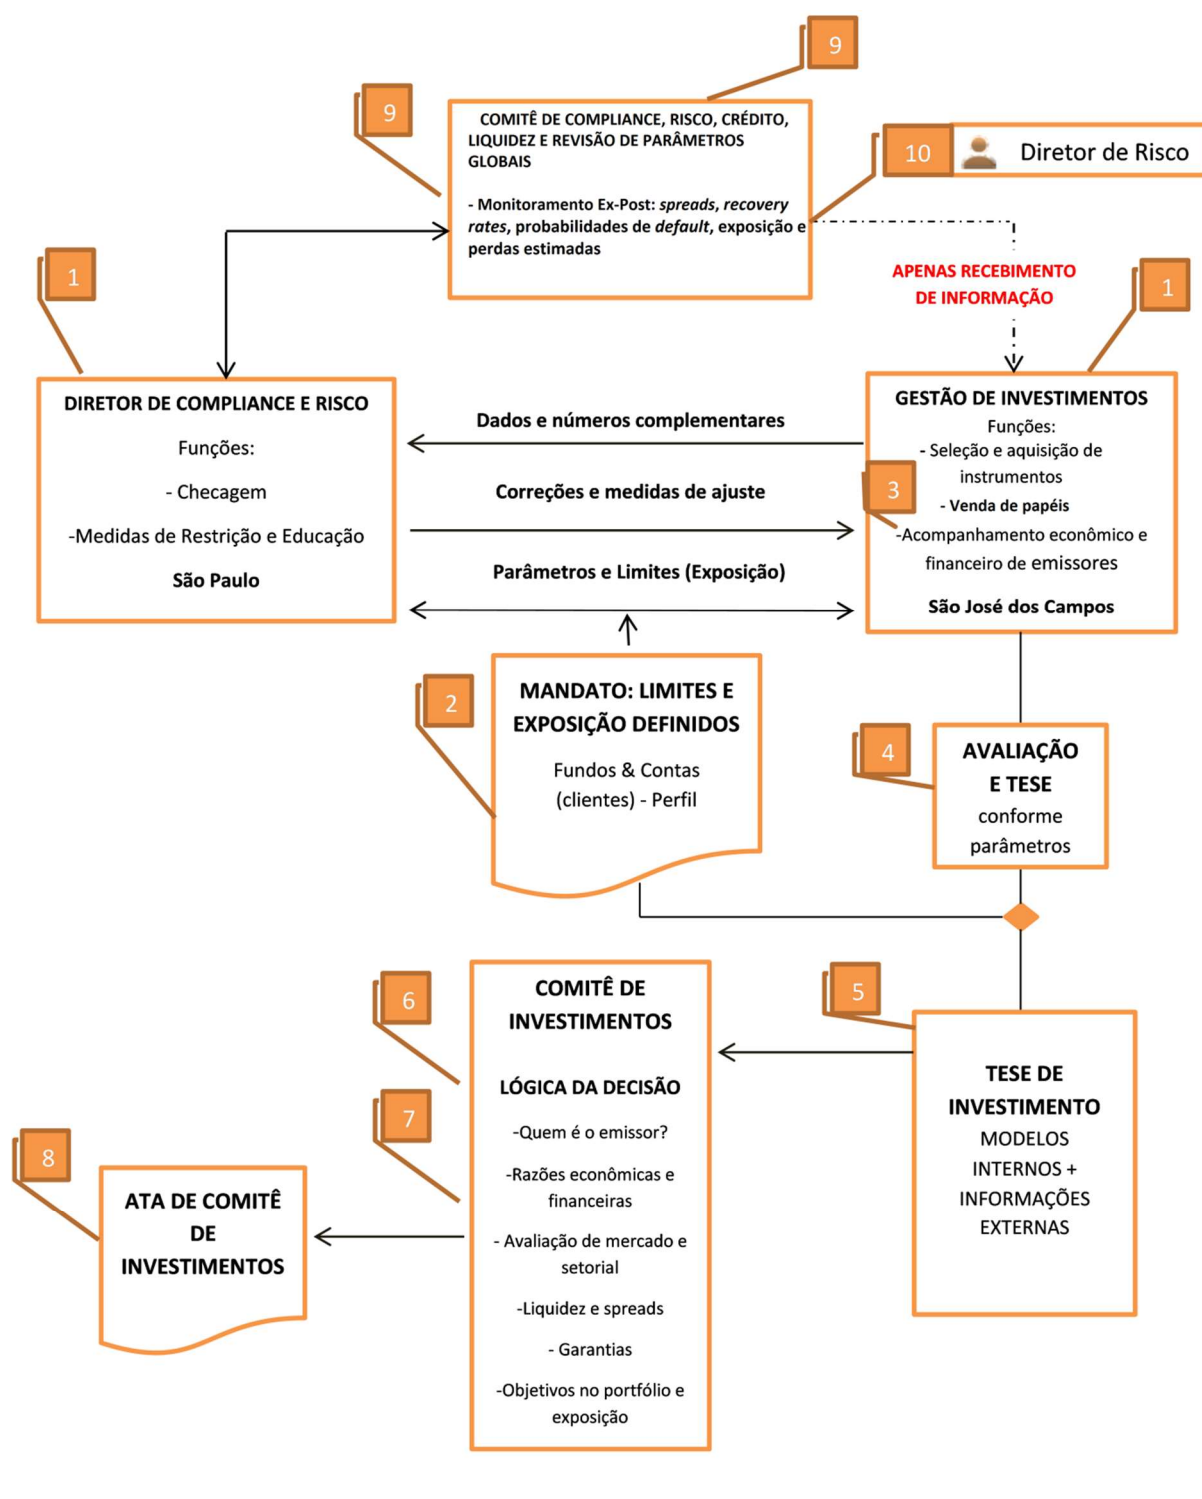 9
9
COMITÊ DE COMPLIANCE, RISCO, CRÉDITO,
LIQUIDEZ E REVISÃO DE PARÂMETROS
GLOBAIS
- Monitoramento Ex-Post: spreads, recovery
rates, probabilidades de default, exposição e
perdas estimadas
10
Diretor de Risco
APENAS RECEBIMENTO
DE INFORMAÇÃO
1
1
DIRETOR DE COMPLIANCE E RISCO
Funções:
- Checagem
-Medidas de Restrição e Educação
São Paulo
Dados e números complementares
Correções e medidas de ajuste
Parâmetros e Limites (Exposição)
GESTÃO DE INVESTIMENTOS
Funções:
- Seleção e aquisição de
instrumentos
3
- Venda de papéis
-Acompanhamento econômico e
financeiro de emissores
São José dos Campos
2
MANDATO: LIMITES E
EXPOSIÇÃO DEFINIDOS
Fundos & Contas
(clientes) - Perfil
4
AVALIAÇÃO
E TESE
conforme
parâmetros
5
TESE DE
INVESTIMENTO
MODELOS
INTERNOS +
INFORMAÇÕES
EXTERNAS
6
COMITÊ DE
INVESTIMENTOS
7
LÓGICA DA DECISÃO
-Quem é o emissor?
-Razões econômicas e
financeiras
- Avaliação de mercado e
setorial
-Liquidez e spreads
- Garantias
-Objetivos no portfólio e
exposição
8
ATA DE COMITÊ
DE
INVESTIMENTOS